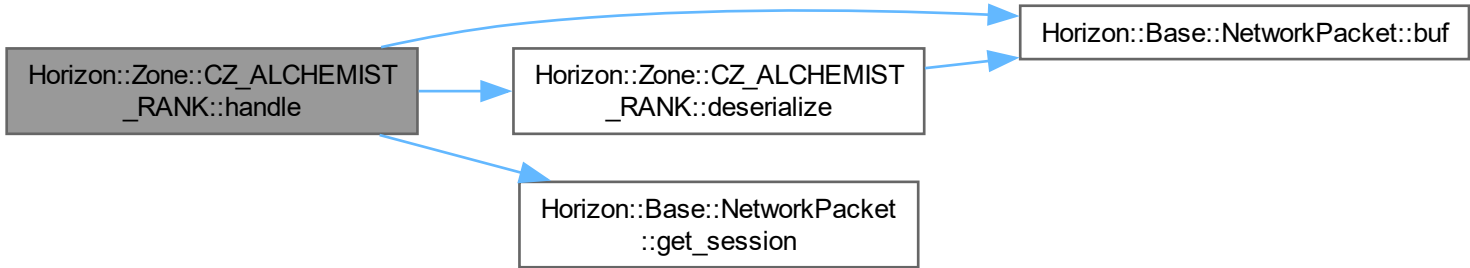 Horizon::Zone::CZ_ALCHEMIST
_RANK::handle
Horizon::Zone::CZ_ALCHEMIST
_RANK::deserialize
Horizon::Base::NetworkPacket::buf
Horizon::Base::NetworkPacket
::get_session